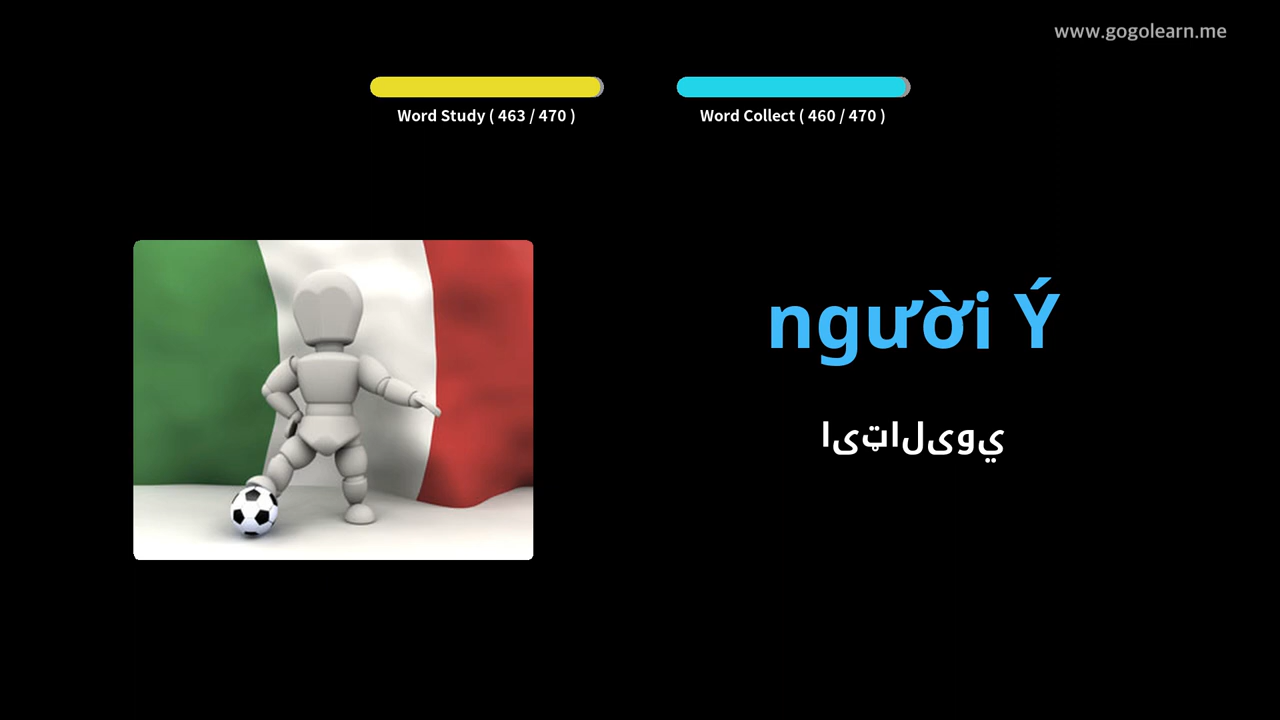 www.gogolearn.me
Word Study ( 463 / 470 )
Word Collect ( 460 / 470 )
người Ý
ایټالیوي